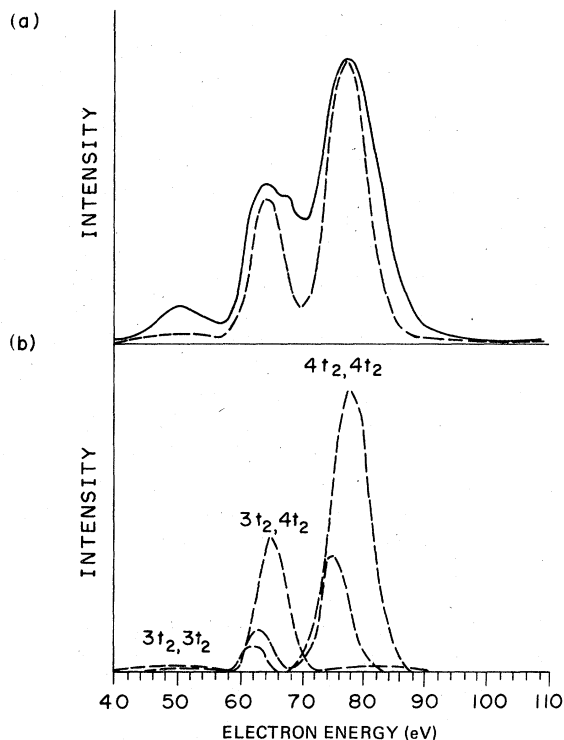 (a)
INTENSITY
(b)
4t2,4t2
INTENSITY
3t2,4t2
3t2,3t2
40 50 60 70 80 90 100 110
ELECTRON ENERGY (eV)